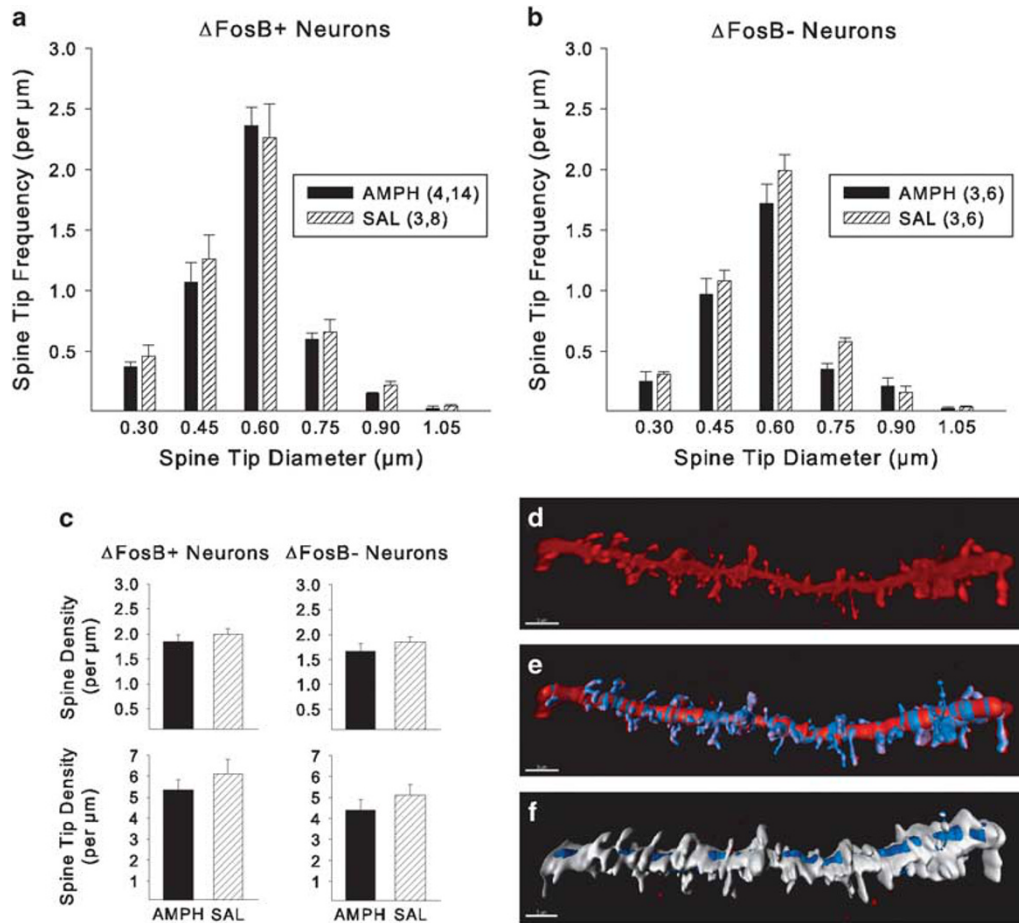 a
ΔFosB+ Neurons
Spine Tip Frequency (per µm)
3.0
2.5
2.0
1.5
1.0
0.5
AMPH (4,14)
SAL (3,8)
0.30 0.45 0.60 0.75 0.90 1.05
Spine Tip Diameter (µm)
b
ΔFosB- Neurons
Spine Tip Frequency (per µm)
3.0
2.5
2.0
1.5
1.0
0.5
AMPH (3,6)
SAL (3,6)
0.30 0.45 0.60 0.75 0.90 1.05
Spine Tip Diameter (µm)
c
ΔFosB+ Neurons
ΔFosB- Neurons
Spine Density
(per µm)
3.0
2.5
2.0
1.5
1.0
0.5
3.0
2.5
2.0
1.5
1.0
0.5
Spine Tip Density
(per µm)
7
6
5
4
3
2
1
7
6
5
4
3
2
1
AMPH SAL
AMPH SAL
d
e
f